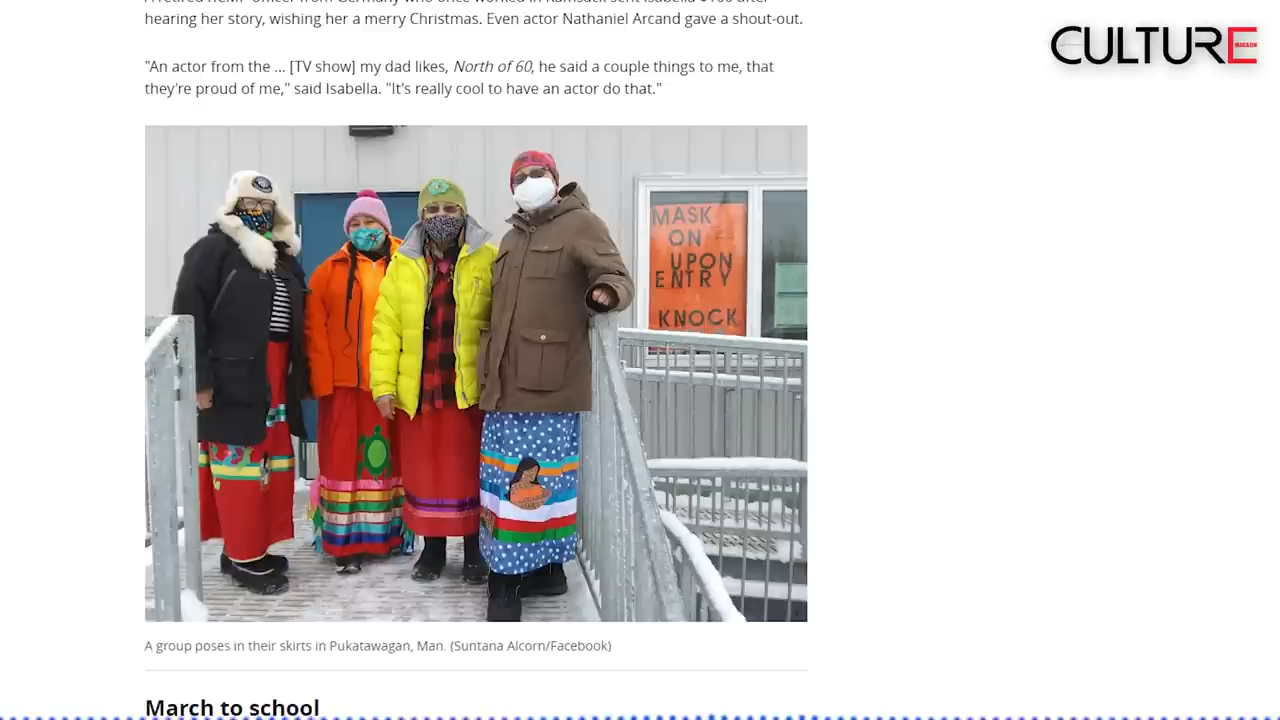 hearing her story, wishing her a merry Christmas. Even actor Nathaniel Arcand gave a shout-out.
"An actor from the ... [TV show] my dad likes, North of 60, he said a couple things to me, that
they're proud of me," said Isabella. "It's really cool to have an actor do that."
CULTURE
MAGAZIN
MASK
ON
UPON
ENTRY
KNOCK
A group poses in their skirts in Pukatawagan, Man. (Suntana Alcorn/Facebook)
March to school